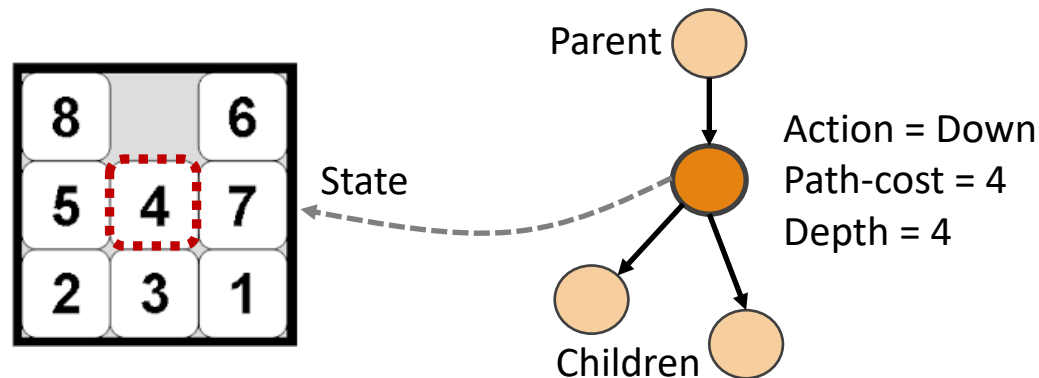 8 6
5 4 7
2 3 1
State
Parent
Action = Down
Path-cost = 4
Depth = 4
Children